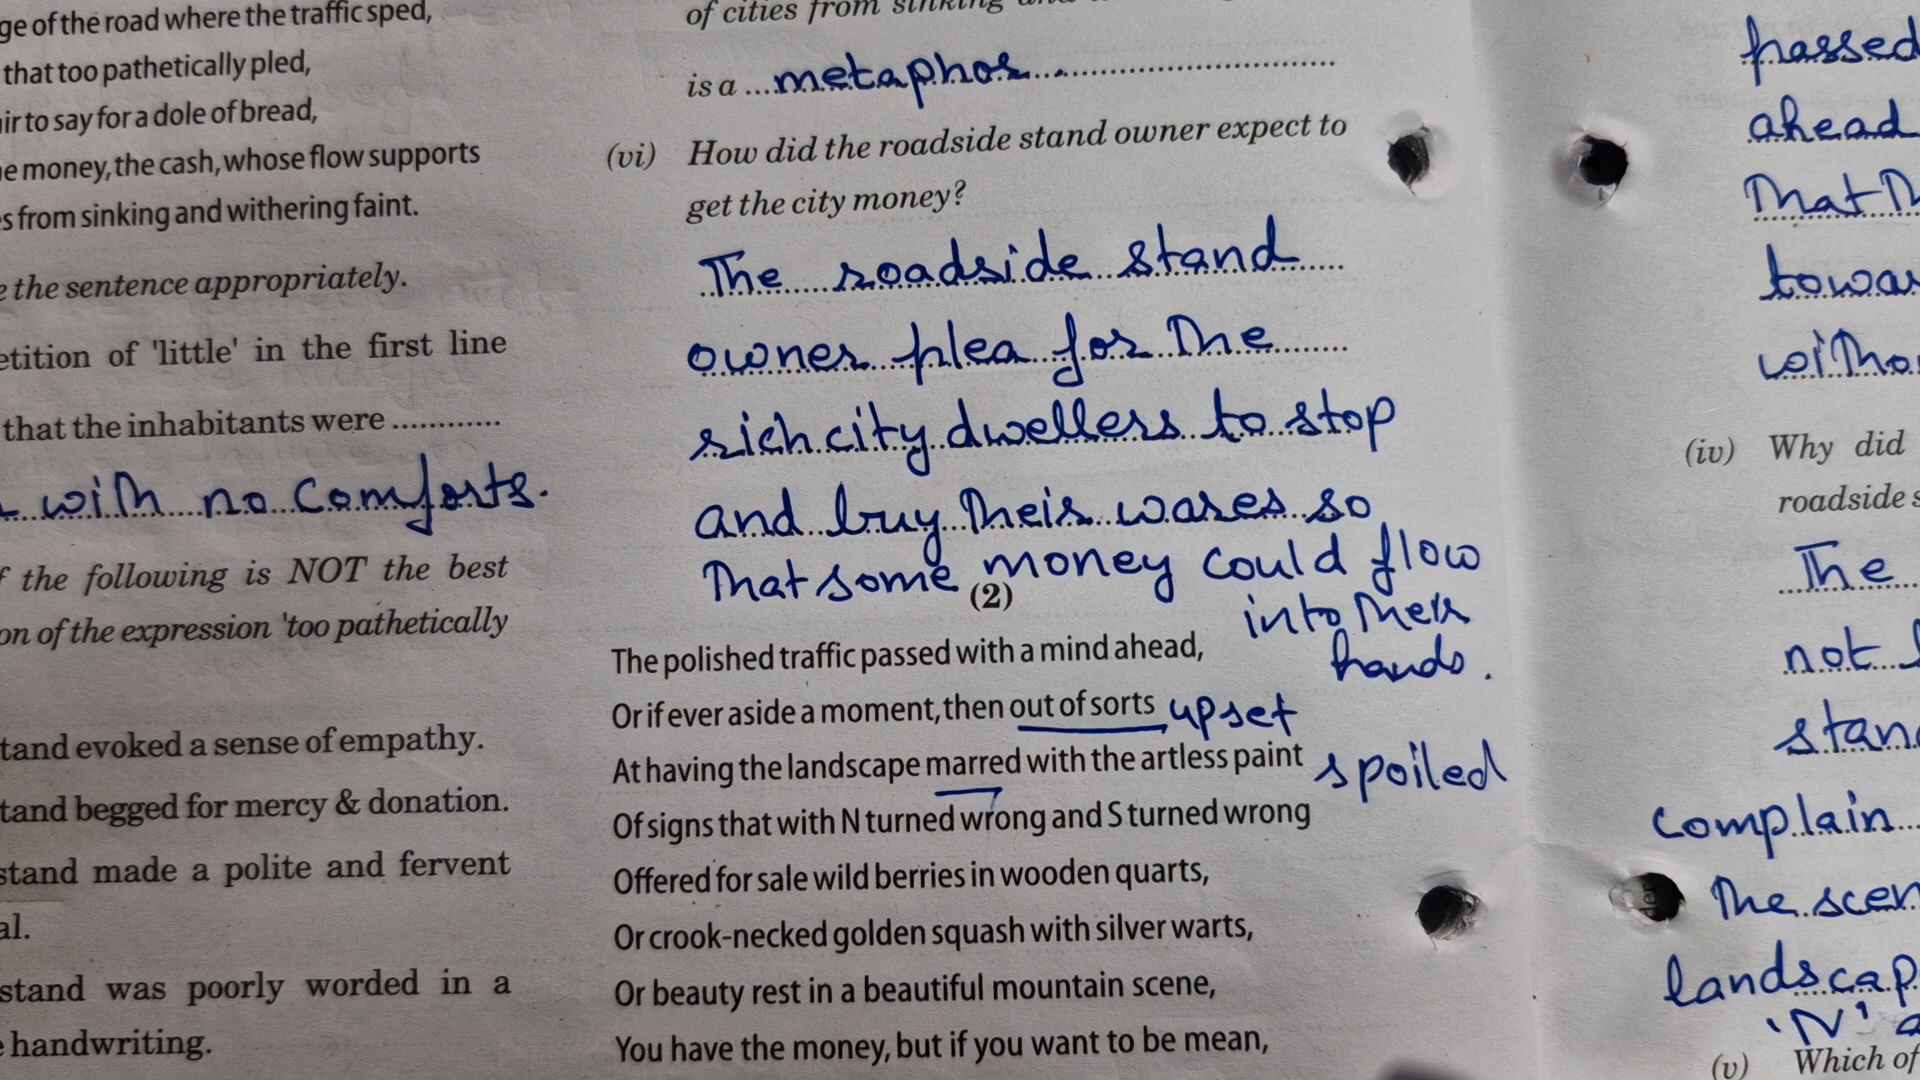 ge of the road where the traffic sped,
that too pathetically pled,
air to say for a dole of bread,
e money, the cash, whose flow supports
s from sinking and withering faint.
e the sentence appropriately.
etition of 'little' in the first line
that the inhabitants were ............
with no comforts.
f the following is NOT the best
on of the expression 'too pathetically
tand evoked a sense of empathy.
tand begged for mercy & donation.
stand made a polite and fervent
al.
stand was poorly worded in a
e handwriting.
of cities from sinking and
is a ... metaphor
(vi) How did the roadside stand owner expect to
get the city money?
The roadside stand
owner plea for the
rich city dwellers to stop
and buy their wares so
that some money could flow
into their
hands.
(2)
The polished traffic passed with a mind ahead,
Or if ever aside a moment, then out of sorts upset
At having the landscape marred with the artless paint spoiled
Of signs that with N turned wrong and S turned wrong
Offered for sale wild berries in wooden quarts,
Or crook-necked golden squash with silver warts,
Or beauty rest in a beautiful mountain scene,
You have the money, but if you want to be mean,
passed
ahead
that th
towar
witho
(iv) Why did
roadside s
The
not
stan
complain
the scen
landscap
'N' a
(v) Which of